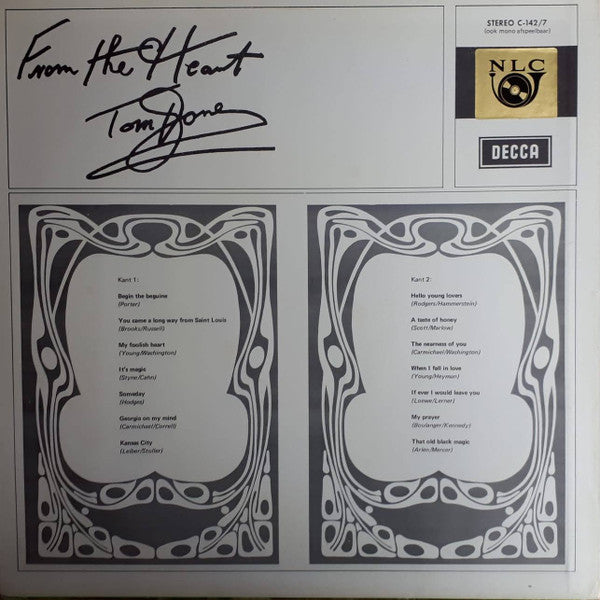 From the Heart
Tom Jones
STEREO C-142/7
(ook mono afspeelbaar)
NLC
DECCA
Kant 1:
Begin the beguine
(Porter)
You came a long way from Saint Louis
(Brooks/Russell)
My foolish heart
(Young/Washington)
It's magic
(Styne/Cahn)
Someday
(Hodges)
Georgia on my mind
(Carmichael/Correll)
Kansas City
(Leiber/Stoller)
Kant 2:
Hello young lovers
(Rodgers/Hammerstein)
A taste of honey
(Scott/Marlow)
The nearness of you
(Carmichael/Washington)
When I fall in love
(Young/Heyman)
If ever I would leave you
(Loewe/Lerner)
My prayer
(Boulanger/Kennedy)
That old black magic
(Arlen/Mercer)